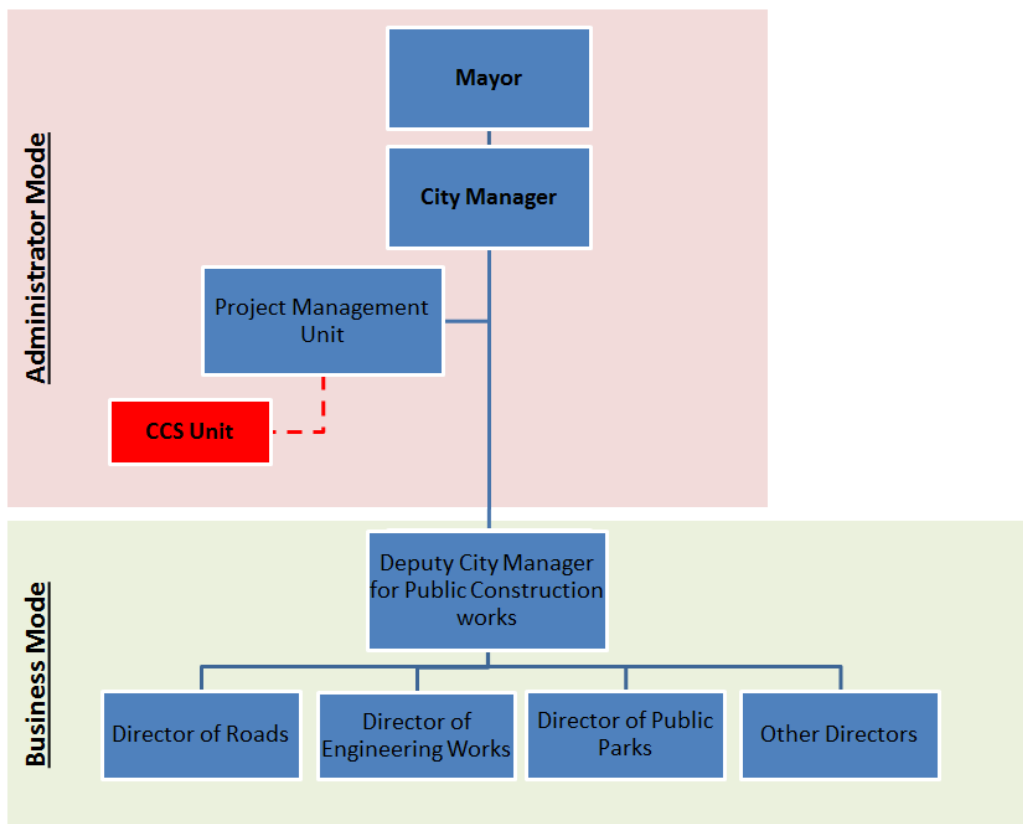 Administrator Mode
Mayor
City Manager
Project Management
Unit
CCS Unit
Business Mode
Deputy City Manager
for Public Construction
works
Director of Roads
Director of
Engineering Works
Director of Public
Parks
Other Directors